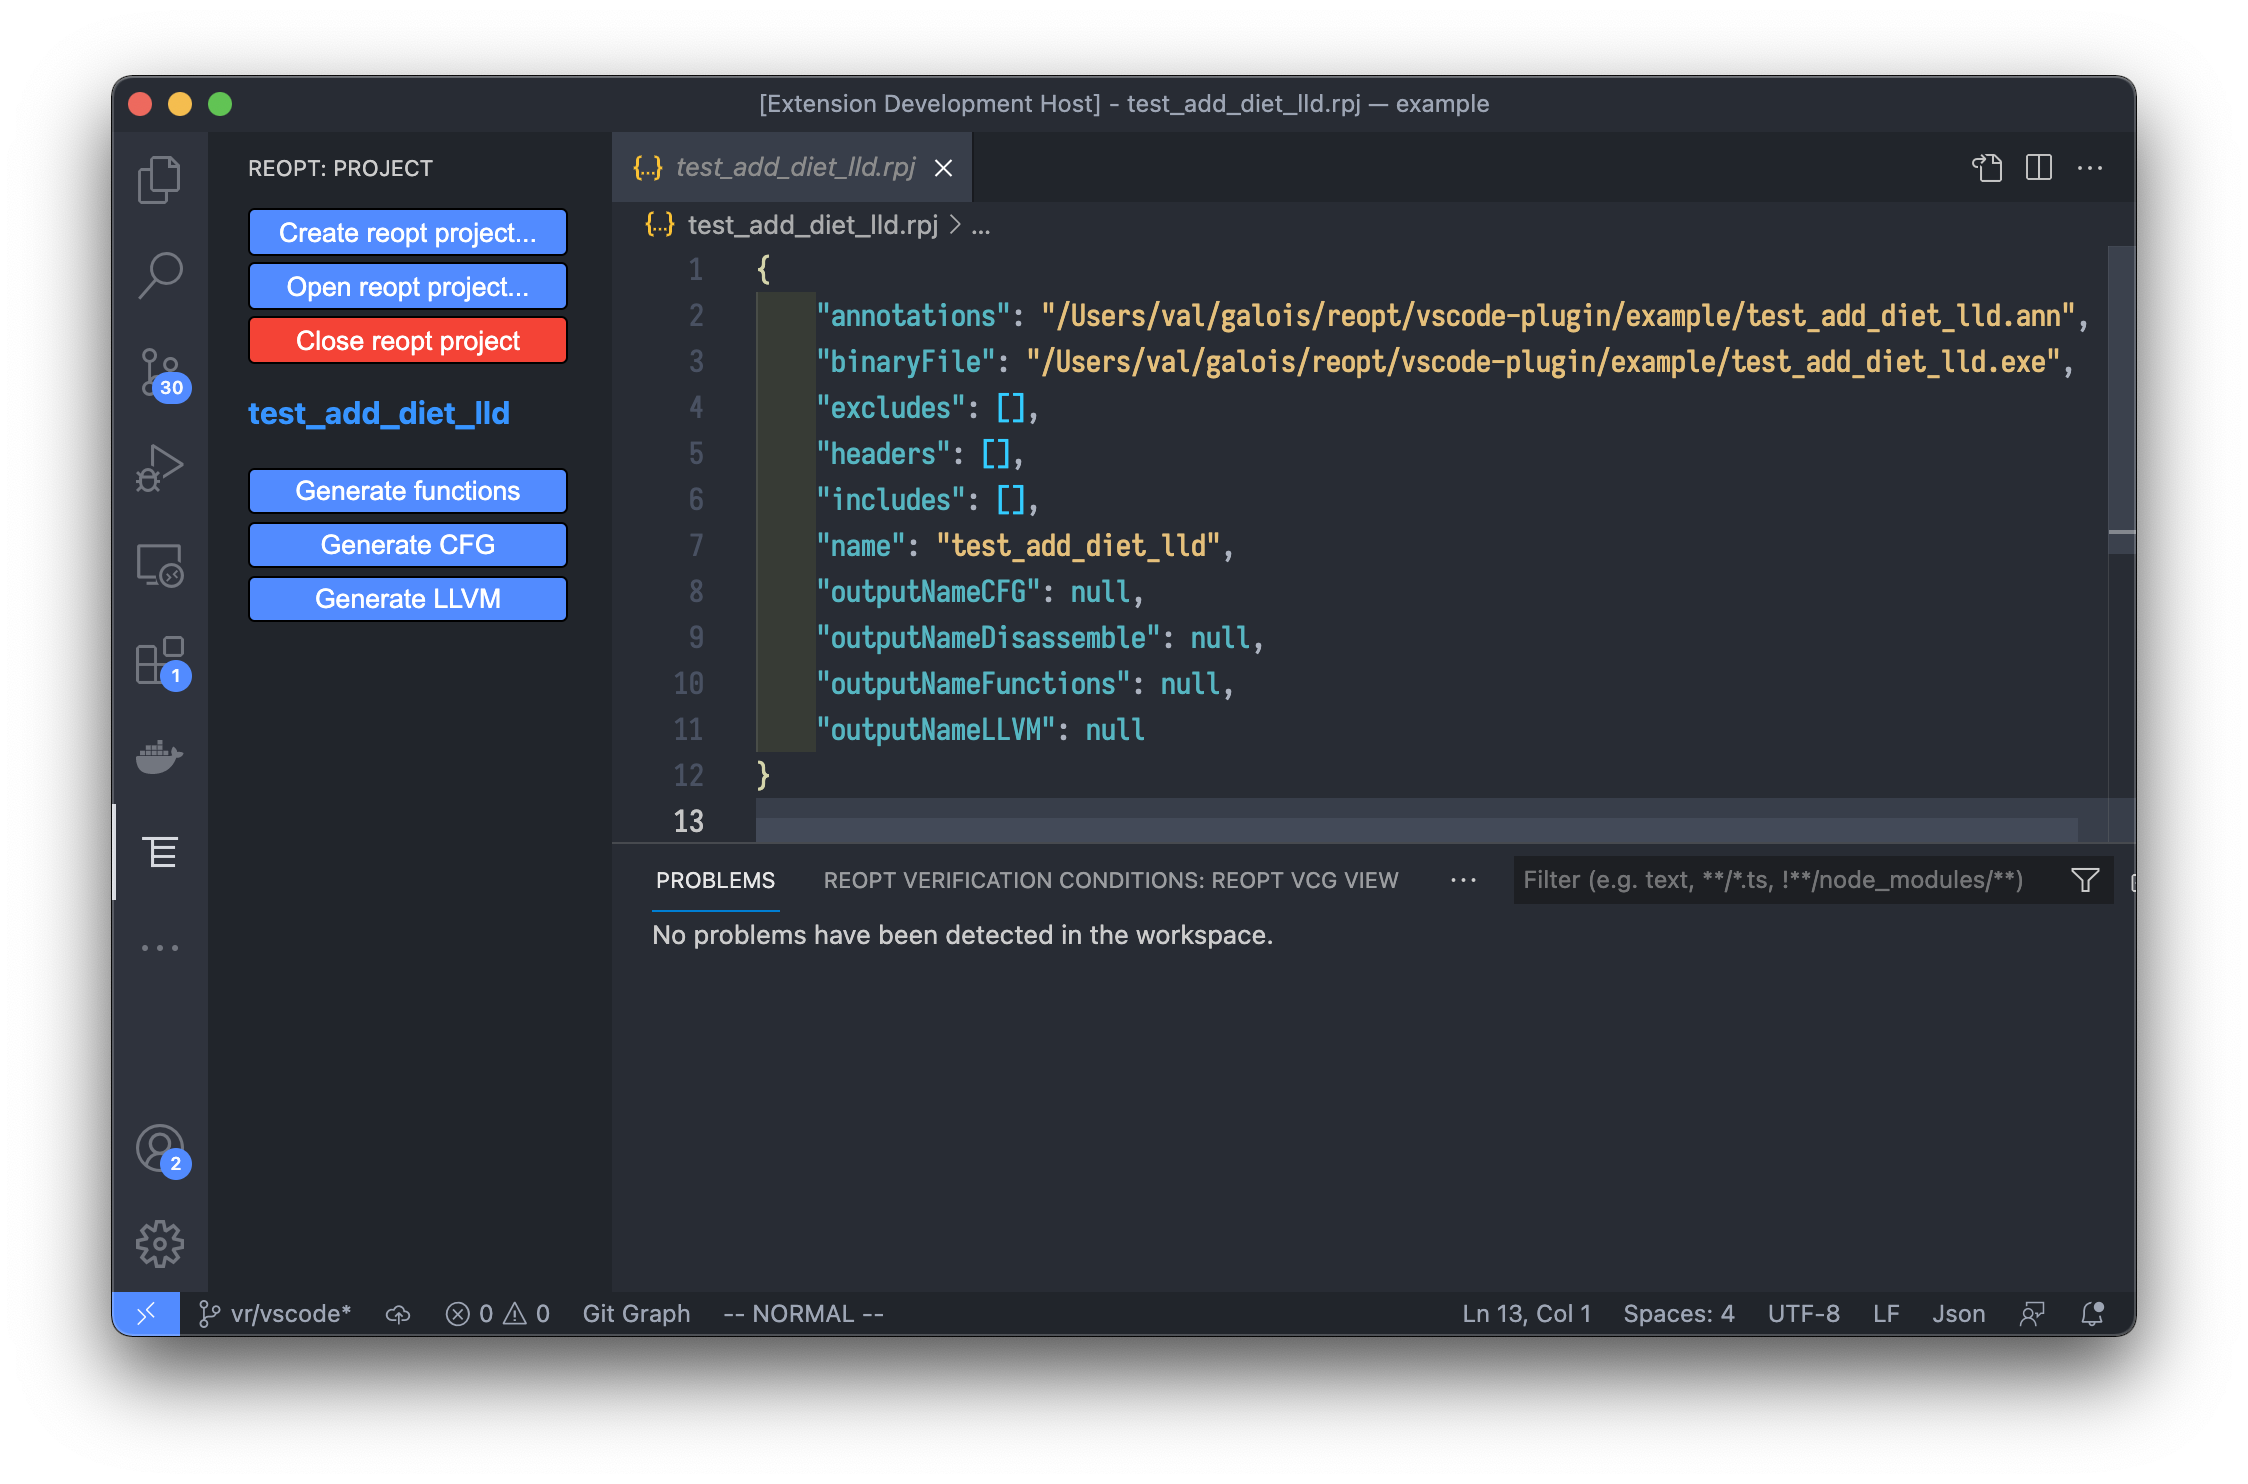 [Extension Development Host] - test_add_diet_lld.rpj — example
REOPT: PROJECT
Create reopt project...
Open reopt project...
Close reopt project
test_add_diet_lld
Generate functions
Generate CFG
Generate LLVM
30
1
2
{...} test_add_diet_lld.rpj
{...} test_add_diet_lld.rpj > ...
1 {
2 "annotations": "/Users/val/galois/reopt/vscode-plugin/example/test_add_diet_lld.ann",
3 "binaryFile": "/Users/val/galois/reopt/vscode-plugin/example/test_add_diet_lld.exe",
4 "excludes": [],
5 "headers": [],
6 "includes": [],
7 "name": "test_add_diet_lld",
8 "outputNameCFG": null,
9 "outputNameDisassemble": null,
10 "outputNameFunctions": null,
11 "outputNameLLVM": null
12 }
13
PROBLEMS REOPT VERIFICATION CONDITIONS: REOPT VCG VIEW ... Filter (e.g. text, **/*.ts, !**/node_modules/**)
No problems have been detected in the workspace.
vr/vscode* 0 0 Git Graph -- NORMAL -- Ln 13, Col 1 Spaces: 4 UTF-8 LF Json